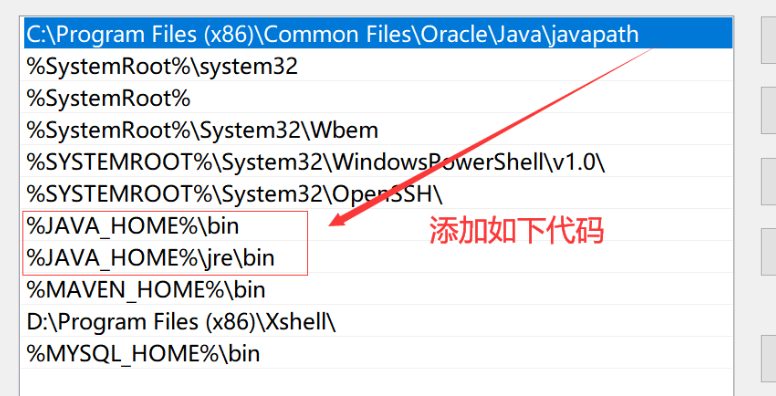 C:\Program Files (x86)\Common Files\Oracle\Java\javapath
%SystemRoot%\system32
%SystemRoot%
%SystemRoot%\System32\Wbem
%SYSTEMROOT%\System32\WindowsPowerShell\v1.0\
%SYSTEMROOT%\System32\OpenSSH\
%JAVA_HOME%\bin
添加如下代码
%JAVA_HOME%\jre\bin
%MAVEN_HOME%\bin
D:\Program Files (x86)\Xshell\
%MYSQL_HOME%\bin